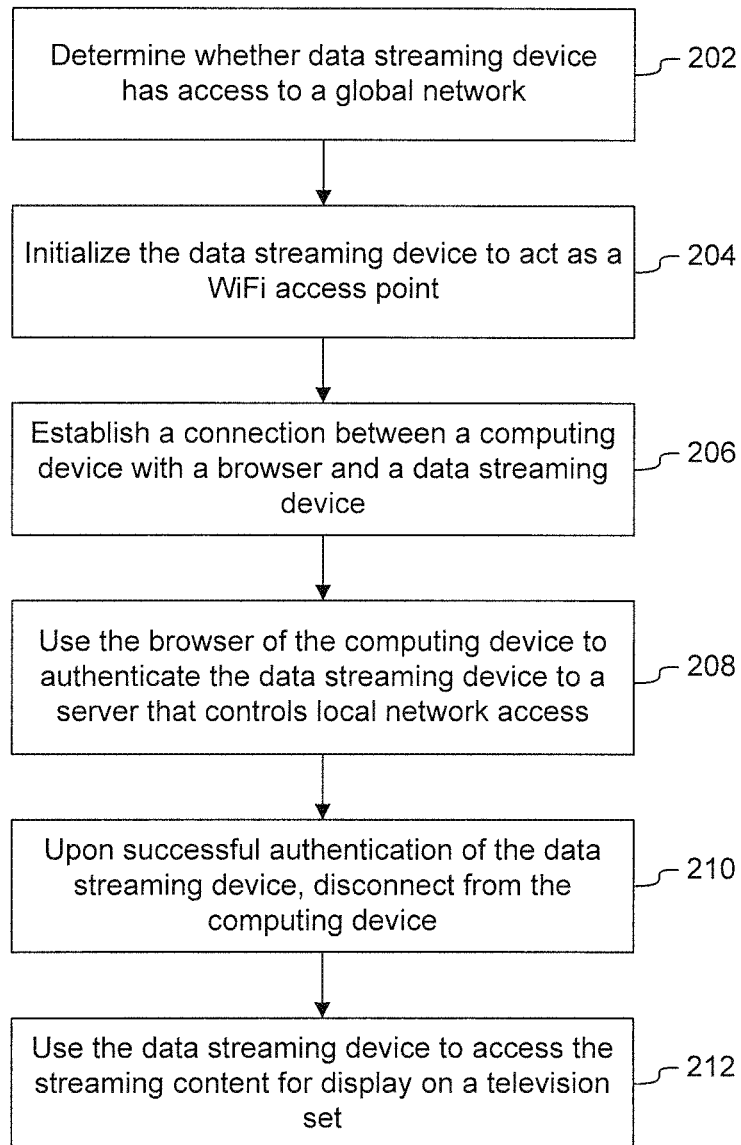 Determine whether data streaming device
has access to a global network
202
Initialize the data streaming device to act as a
WiFi access point
204
Establish a connection between a computing
device with a browser and a data streaming
device
206
Use the browser of the computing device to
authenticate the data streaming device to a
server that controls local network access
208
Upon successful authentication of the data
streaming device, disconnect from the
computing device
210
Use the data streaming device to access the
streaming content for display on a television
set
212